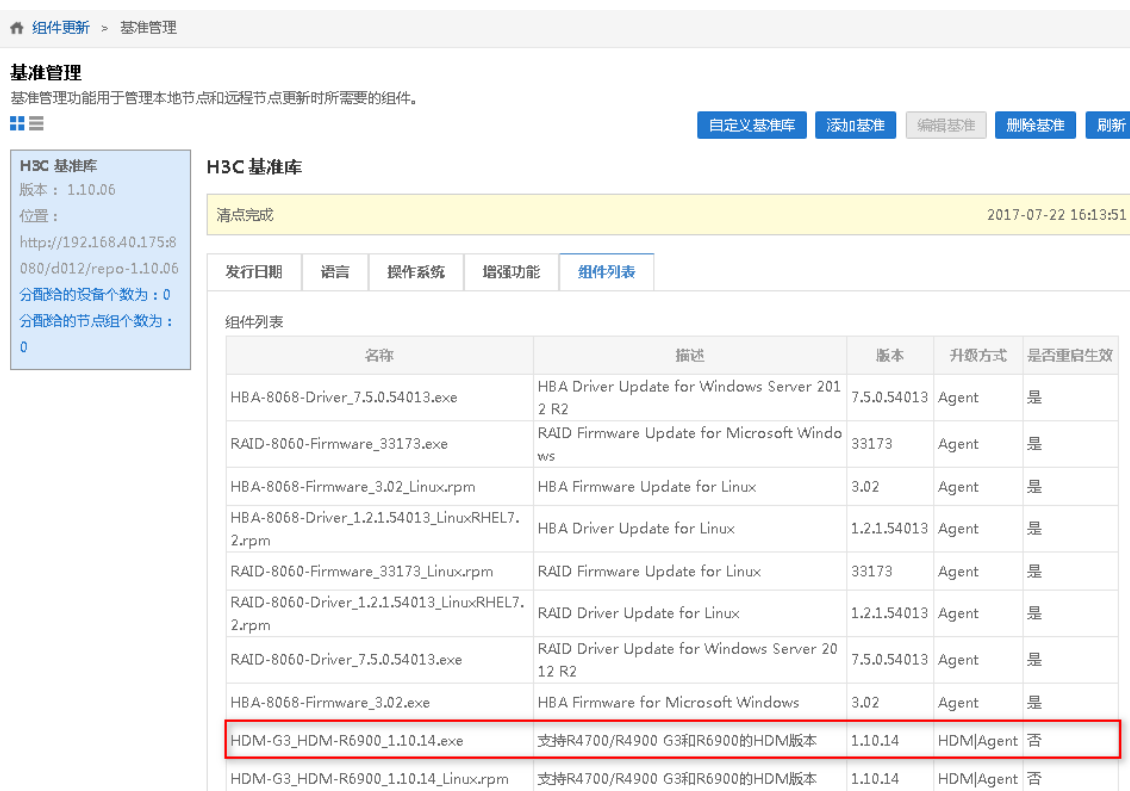 组件更新 > 基准管理
基准管理
基准管理功能用于管理本地节点和远程节点更新时所需要的组件。
自定义基准库 添加基准 编辑基准 删除基准 刷新
H3C 基准库
版本： 1.10.06
位置：
http://192.168.40.175:8
080/d012/repo-1.10.06
分配给的设备个数为：0
分配给的节点组个数为：
0
H3C 基准库
清点完成 2017-07-22 16:13:51
发行日期 语言 操作系统 增强功能 组件列表
组件列表
名称 描述 版本 升级方式 是否重启生效
HBA-8068-Driver_7.5.0.54013.exe HBA Driver Update for Windows Server 201
2 R2 7.5.0.54013 Agent 是
RAID-8060-Firmware_33173.exe RAID Firmware Update for Microsoft Windo
ws 33173 Agent 是
HBA-8068-Firmware_3.02_Linux.rpm HBA Firmware Update for Linux 3.02 Agent 是
HBA-8068-Driver_1.2.1.54013_LinuxRHEL7.
2.rpm HBA Driver Update for Linux 1.2.1.54013 Agent 是
RAID-8060-Firmware_33173_Linux.rpm RAID Firmware Update for Linux 33173 Agent 是
RAID-8060-Driver_1.2.1.54013_LinuxRHEL7.
2.rpm RAID Driver Update for Linux 1.2.1.54013 Agent 是
RAID-8060-Driver_7.5.0.54013.exe RAID Driver Update for Windows Server 20
12 R2 7.5.0.54013 Agent 是
HBA-8068-Firmware_3.02.exe HBA Firmware for Microsoft Windows 3.02 Agent 是
HDM-G3_HDM-R6900_1.10.14.exe 支持R4700/R4900 G3和R6900的HDM版本 1.10.14 HDM|Agent 否
HDM-G3_HDM-R6900_1.10.14_Linux.rpm 支持R4700/R4900 G3和R6900的HDM版本 1.10.14 HDM|Agent 否